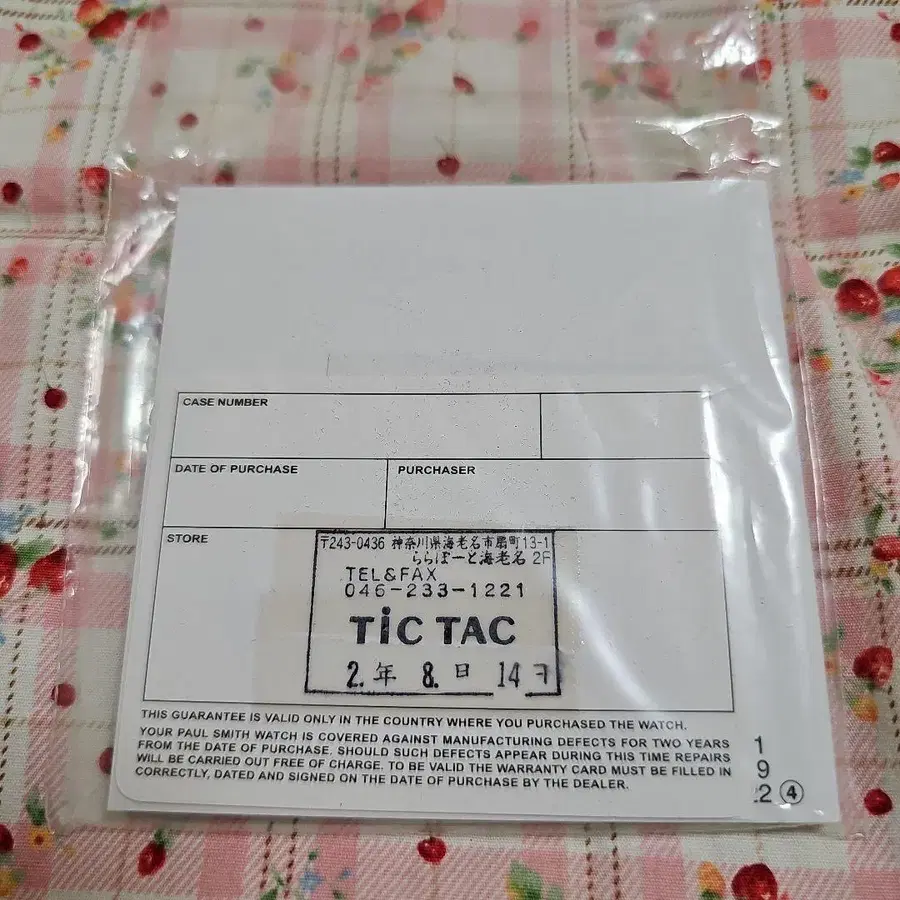 CASE NUMBER
DATE OF PURCHASE
PURCHASER
STORE
〒243-0436 神奈川県海老名市扇町13-1
ららぽーと海老名 2F
TEL&FAX
046-233-1221
TiC TAC
2. 年 8. 日 14
THIS GUARANTEE IS VALID ONLY IN THE COUNTRY WHERE YOU PURCHASED THE WATCH.
YOUR PAUL SMITH WATCH IS COVERED AGAINST MANUFACTURING DEFECTS FOR TWO YEARS
FROM THE DATE OF PURCHASE. SHOULD SUCH DEFECTS APPEAR DURING THIS TIME REPAIRS
WILL BE CARRIED OUT FREE OF CHARGE. TO BE VALID THE WARRANTY CARD MUST BE FILLED IN
CORRECTLY, DATED AND SIGNED ON THE DATE OF PURCHASE BY THE DEALER.
1
9
2 ④